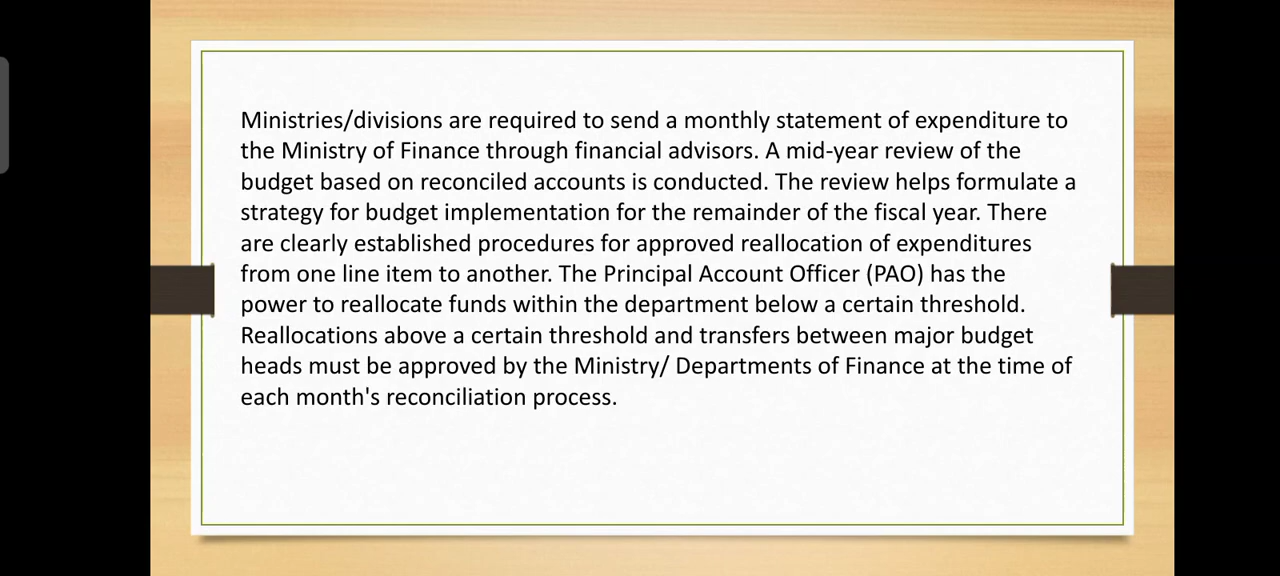 Ministries/divisions are required to send a monthly statement of expenditure to
the Ministry of Finance through financial advisors. A mid-year review of the
budget based on reconciled accounts is conducted. The review helps formulate a
strategy for budget implementation for the remainder of the fiscal year. There
are clearly established procedures for approved reallocation of expenditures
from one line item to another. The Principal Account Officer (PAO) has the
power to reallocate funds within the department below a certain threshold.
Reallocations above a certain threshold and transfers between major budget
heads must be approved by the Ministry/ Departments of Finance at the time of
each month's reconciliation process.